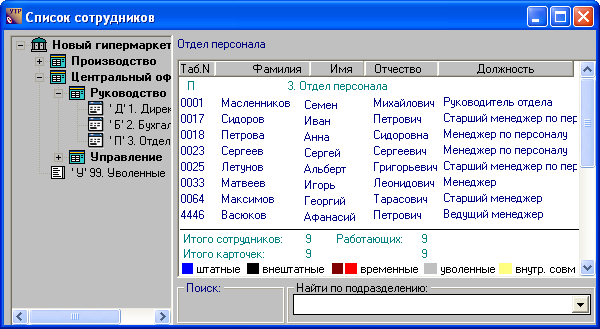 УТР Список сотрудников
Новый гипермаркет
Производство
Центральный оф
Руководство
'Д' 1. Дирек
'Б' 2. Бухгал
'П' 3. Отдел
Управление
'У' 99. Уволенные
Отдел персонала
Таб.N Фамилия Имя Отчество Должность
П 3. Отдел персонала
0001 Масленников Семен Михайлович Руководитель отдела
0017 Сидоров Иван Петрович Старший менеджер по пер
0018 Петрова Анна Сидоровна Менеджер по персоналу
0023 Сергеев Сергей Сергеевич Менеджер по персоналу
0025 Летунов Альберт Григорьевич Старший менеджер по пер
0033 Матвеев Игорь Леонидович Менеджер
0064 Максимов Георгий Тарасович Старший менеджер
4446 Васюков Афанасий Петрович Ведущий менеджер
Итого сотрудников: 9 Работающих: 9
Итого карточек: 9
штатные внештатные временные уволенные внутр. совм
Поиск: Найти по подразделению: